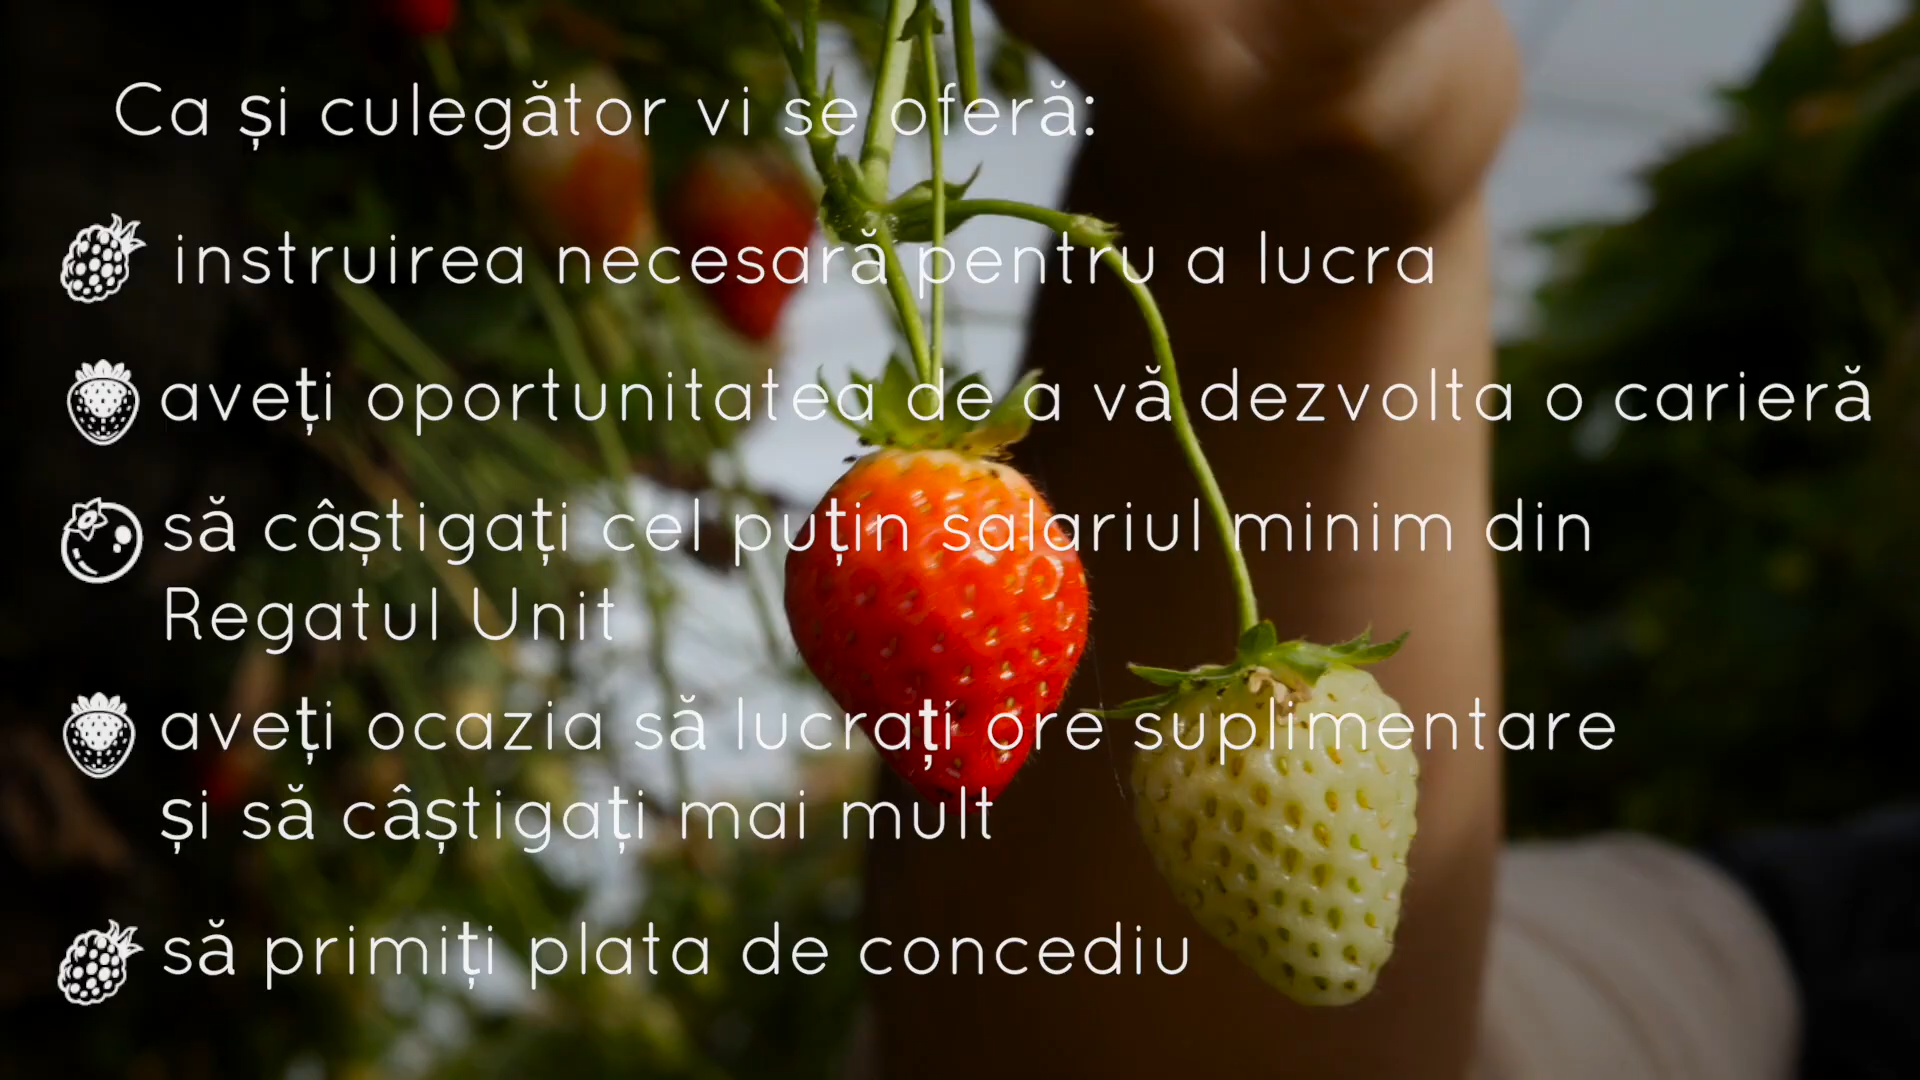 Ca și culegător vi se oferă:
instruirea necesară pentru a lucra
aveți oportunitatea de a vă dezvolta o carieră
să câștigați cel puțin salariul minim din
Regatul Unit
aveți ocazia să lucrați ore suplimentare
și să câștigați mai mult
să primiți plata de concediu